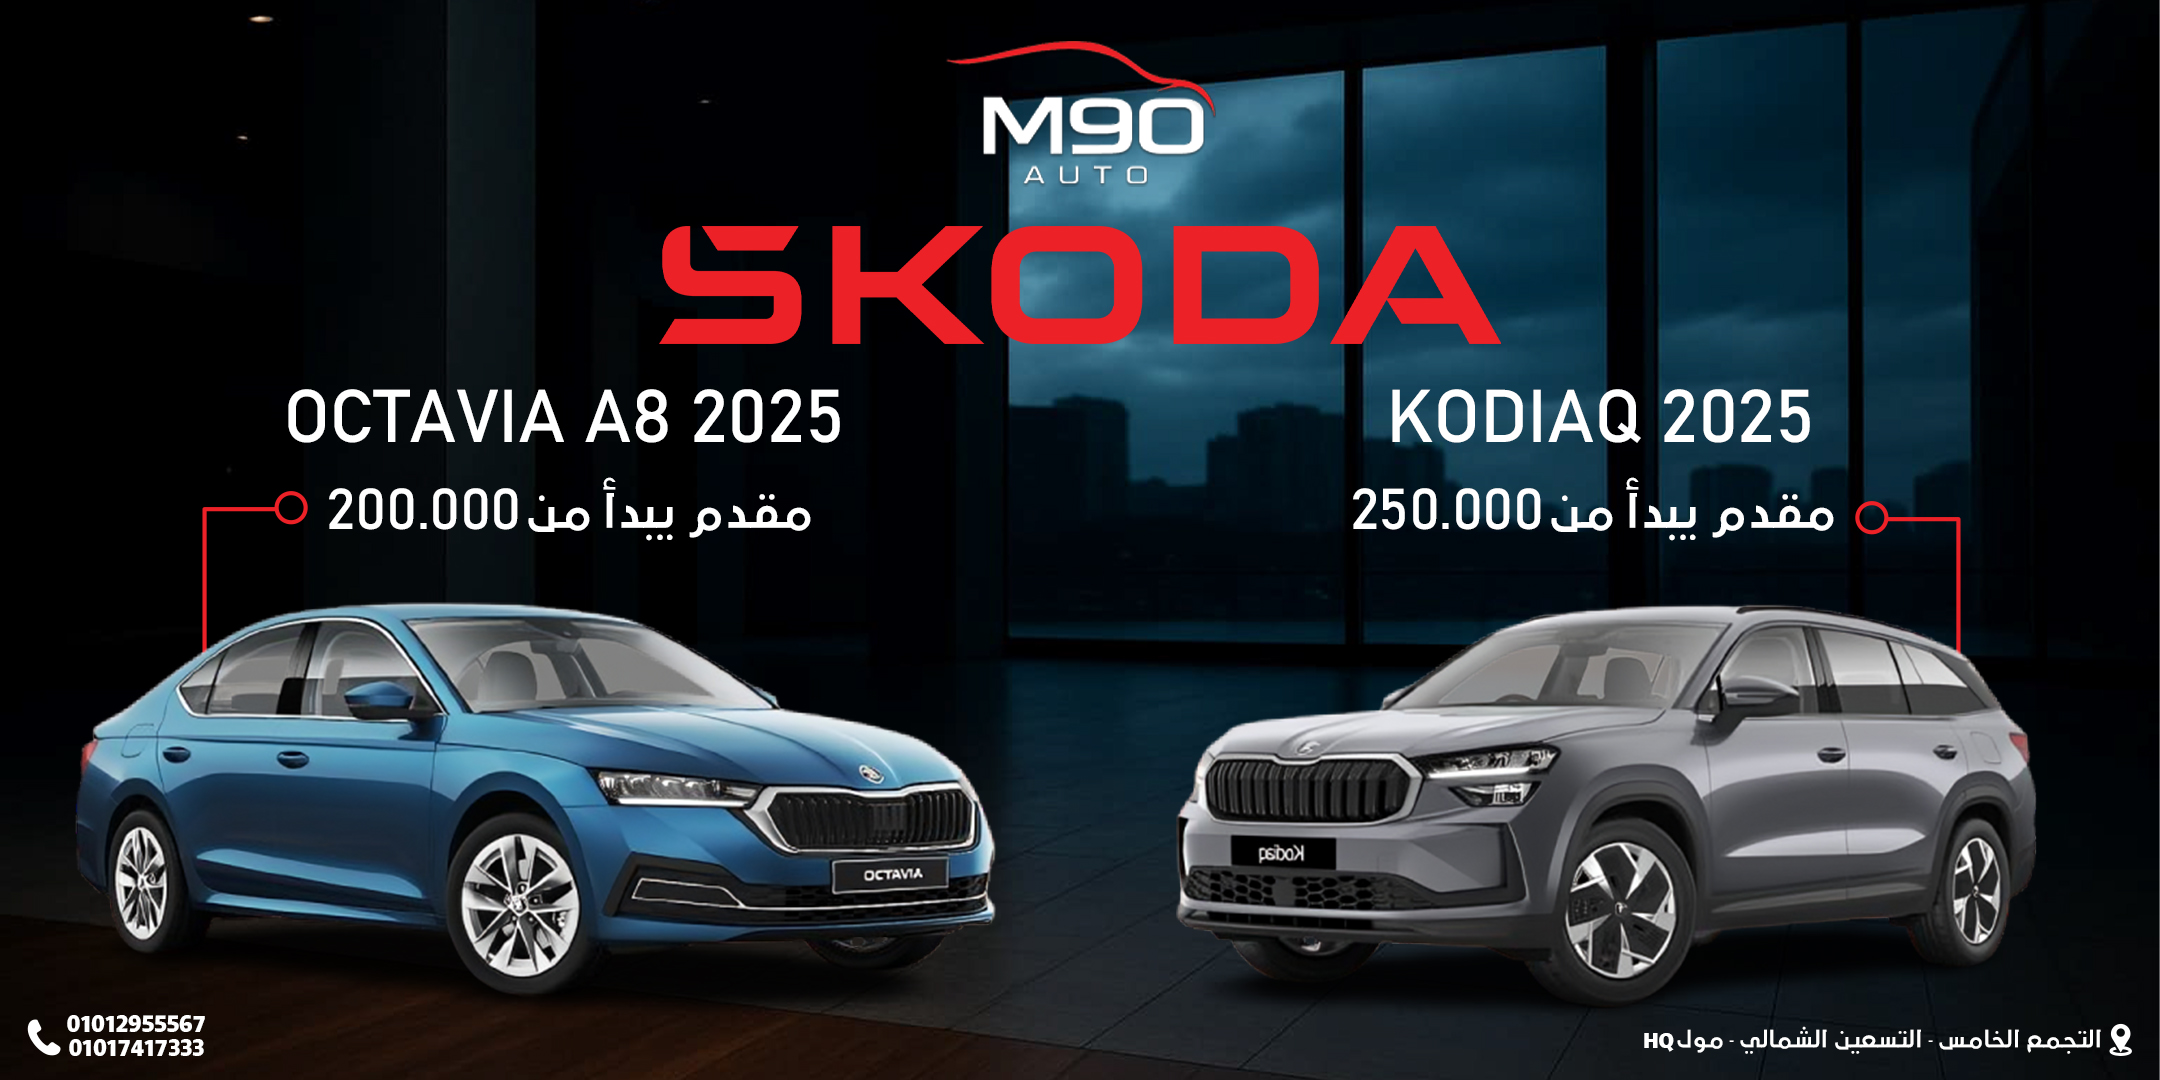 M90
AUTO
SKODA
OCTAVIA A8 2025
مقدم يبدأ من 200.000
KODIAQ 2025
مقدم يبدأ من 250.000
OCTAVIA
Kodiaq
01012955567
01017417333
التجمع الخامس - التسعين الشمالي - مول HQ